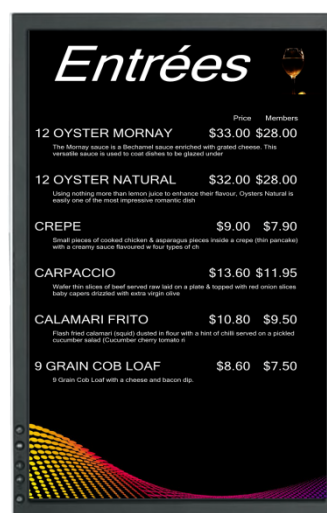 Entrées
Price Members
12 OYSTER MORNAY $33.00 $28.00
The Mornay sauce is a Bechamel sauce enriched with grated cheese. This
versatile sauce is used to coat dishes to be glazed under
12 OYSTER NATURAL $32.00 $28.00
Using nothing more than lemon juice to enhance their flavour, Oysters Natural is
easily one of the most impressive romantic dish
CREPE $9.00 $7.90
Small pieces of cooked chicken & asparagus pieces inside a crepe (thin pancake)
with a creamy sauce flavoured w four types of ch
CARPACCIO $13.60 $11.95
Wafer thin slices of beef served raw laid on a plate & topped with red onion slices
baby capers drizzled with extra virgin olive
CALAMARI FRITO $10.80 $9.50
Flash fried calamari (squid) dusted in flour with a hint of chilli served on a pickled
cucumber salad (Cucumber cherry tomato ri
9 GRAIN COB LOAF $8.60 $7.50
9 Grain Cob Loaf with a cheese and bacon dip.